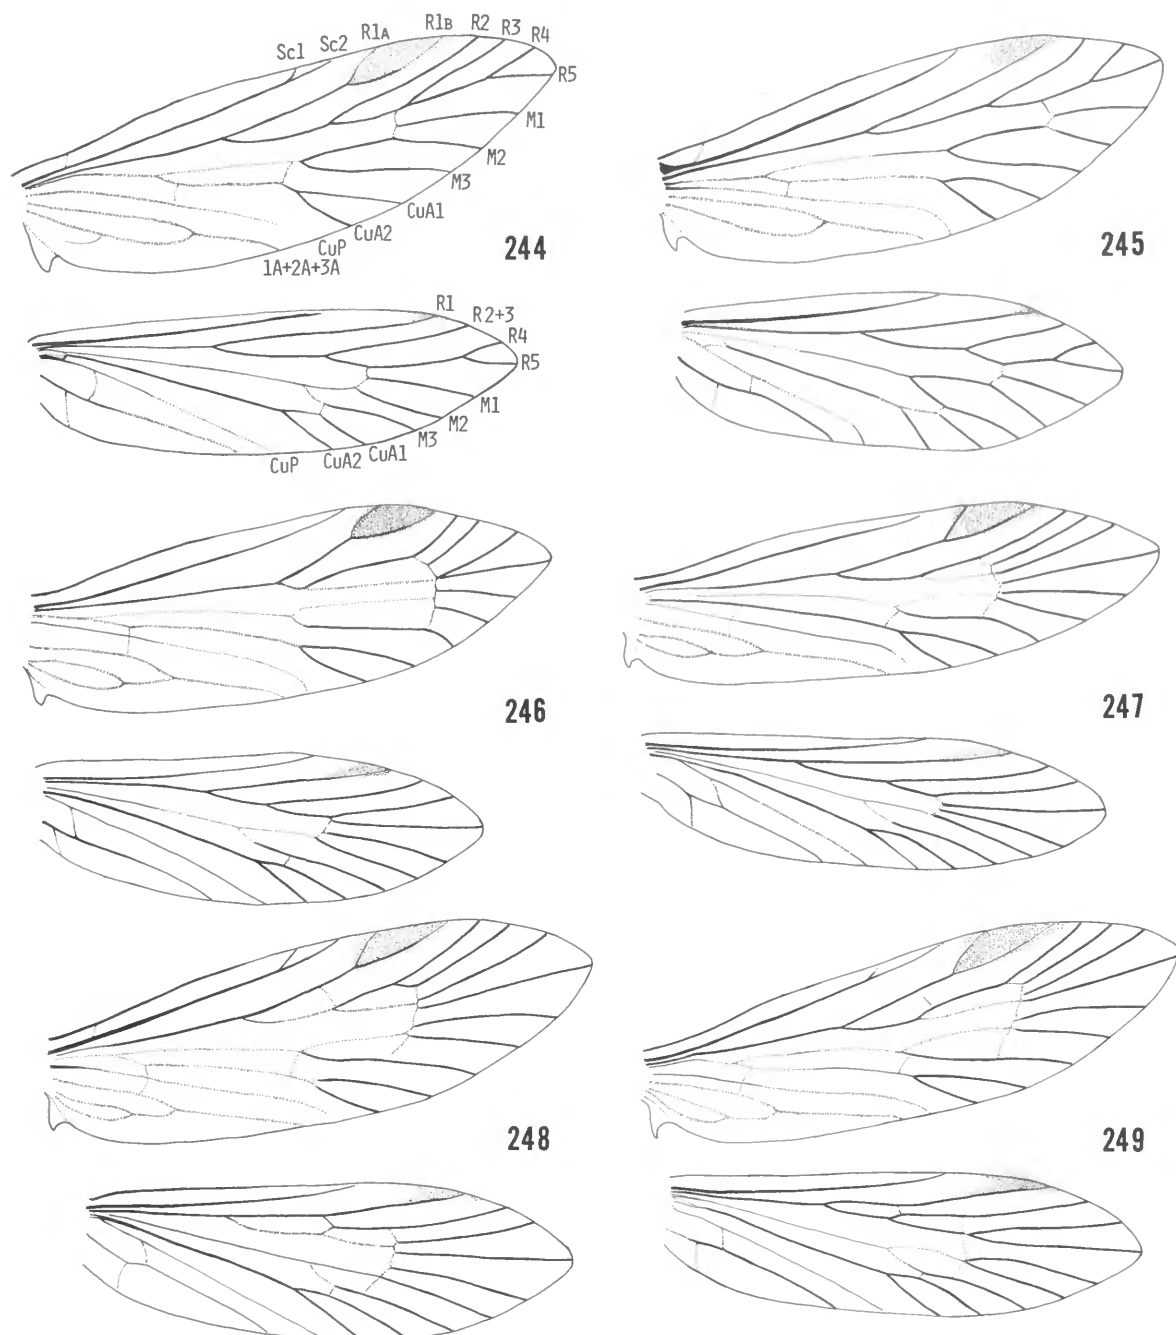 Sc1 Sc2 R1A R1B R2 R3 R4
R5
M1
M2
M3
CuA1
CuA2
CuP
1A+2A+3A
244
245
R1
R2+3
R4
R5
M1
M2
M3
CuA1
CuA2
CuP
246
247
248
249